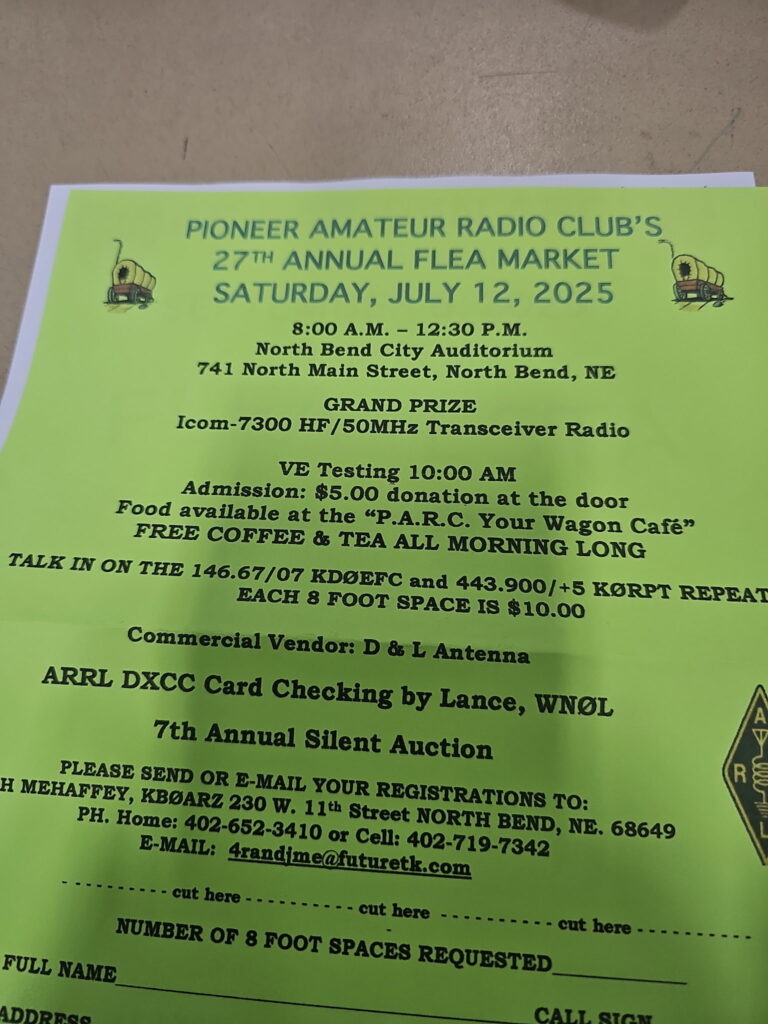 PIONEER AMATEUR RADIO CLUB'S
27TH ANNUAL FLEA MARKET
SATURDAY, JULY 12, 2025
8:00 A.M. – 12:30 P.M.
North Bend City Auditorium
741 North Main Street, North Bend, NE
GRAND PRIZE
Icom-7300 HF/50MHz Transceiver Radio
VE Testing 10:00 AM
Admission: $5.00 donation at the door
Food available at the "P.A.R.C. Your Wagon Café"
FREE COFFEE & TEA ALL MORNING LONG
TALK IN ON THE 146.67/07 KDØEFC and 443.900/+5 KØRPT REPEAT
EACH 8 FOOT SPACE IS $10.00
Commercial Vendor: D & L Antenna
ARRL DXCC Card Checking by Lance, WNØL
7th Annual Silent Auction
A
R
L
PLEASE SEND OR E-MAIL YOUR REGISTRATIONS TO:
H MEHAFFEY, KBØARZ 230 W. 11th Street NORTH BEND, NE. 68649
PH. Home: 402-652-3410 or Cell: 402-719-7342
E-MAIL: 4randjme@futuretk.com
- - - - - - - - - - cut here - - - - - - - - - - cut here - - - - - - - - - - cut here - - - - - - - - - -
NUMBER OF 8 FOOT SPACES REQUESTED___________
FULL NAME
CALL SIGN
ADDRESS